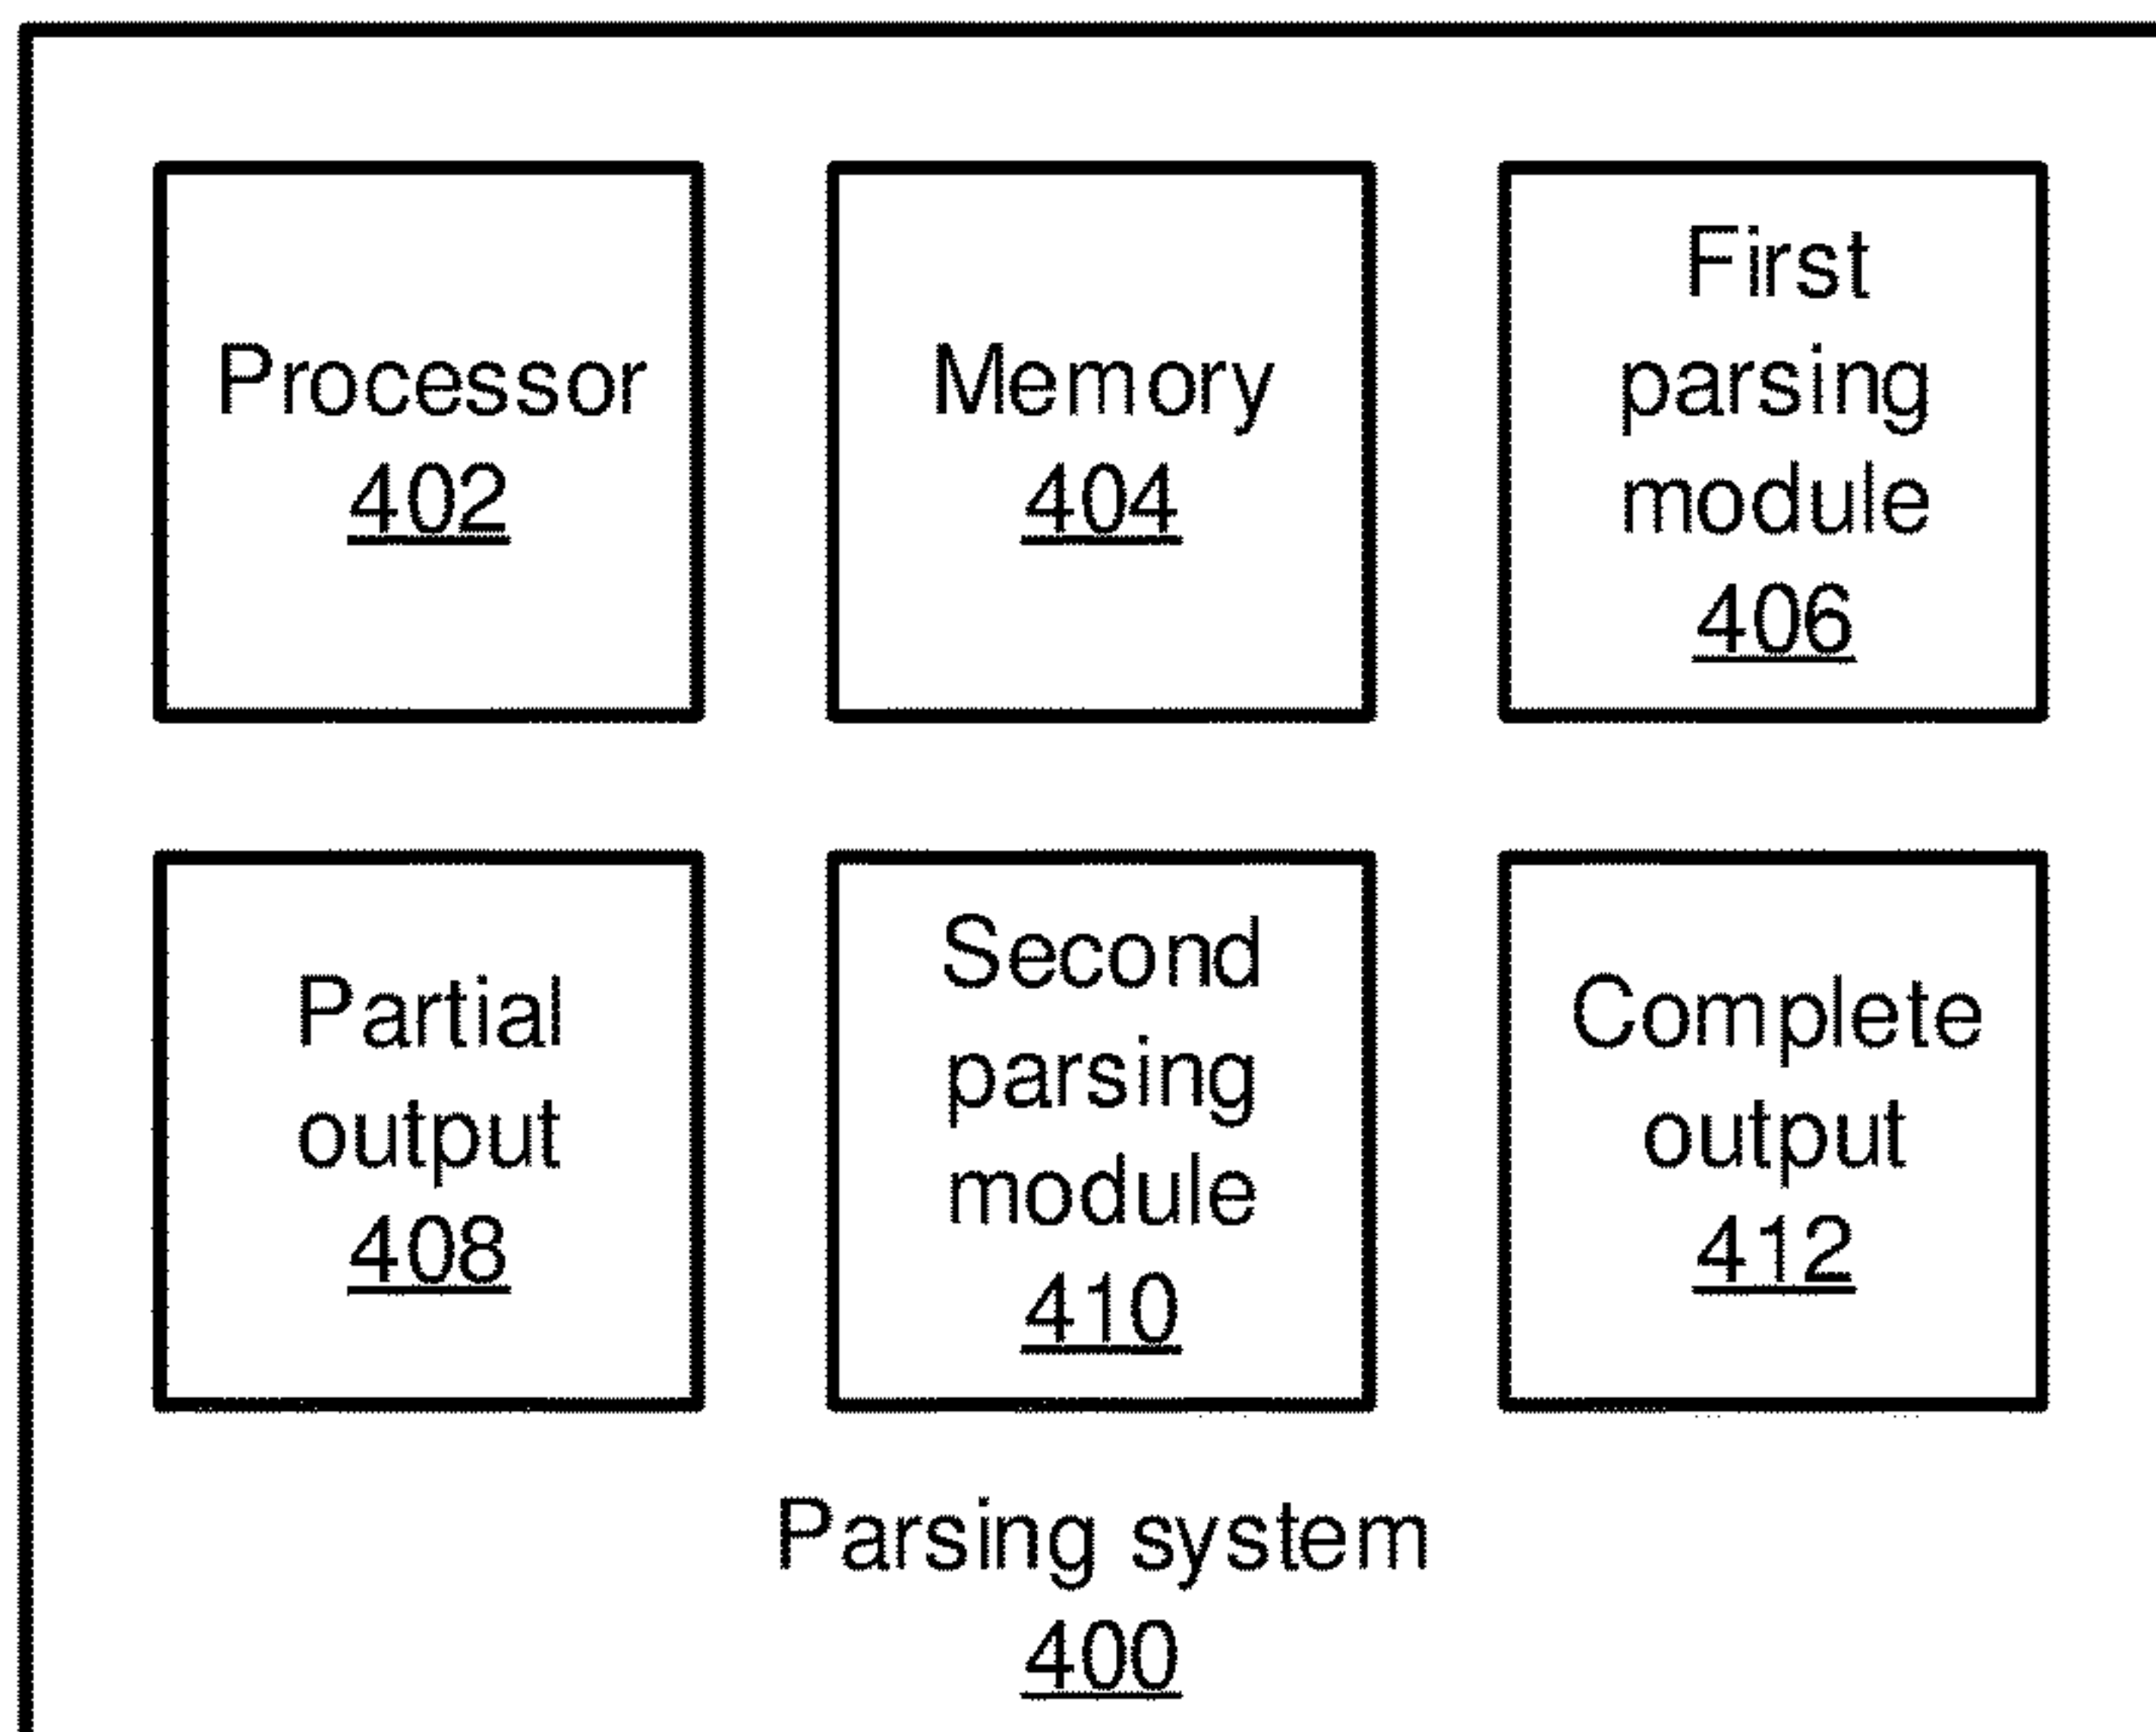 Processor
402
Memory
404
First
parsing
module
406
Partial
output
408
Second
parsing
module
410
Complete
output
412
Parsing system
400